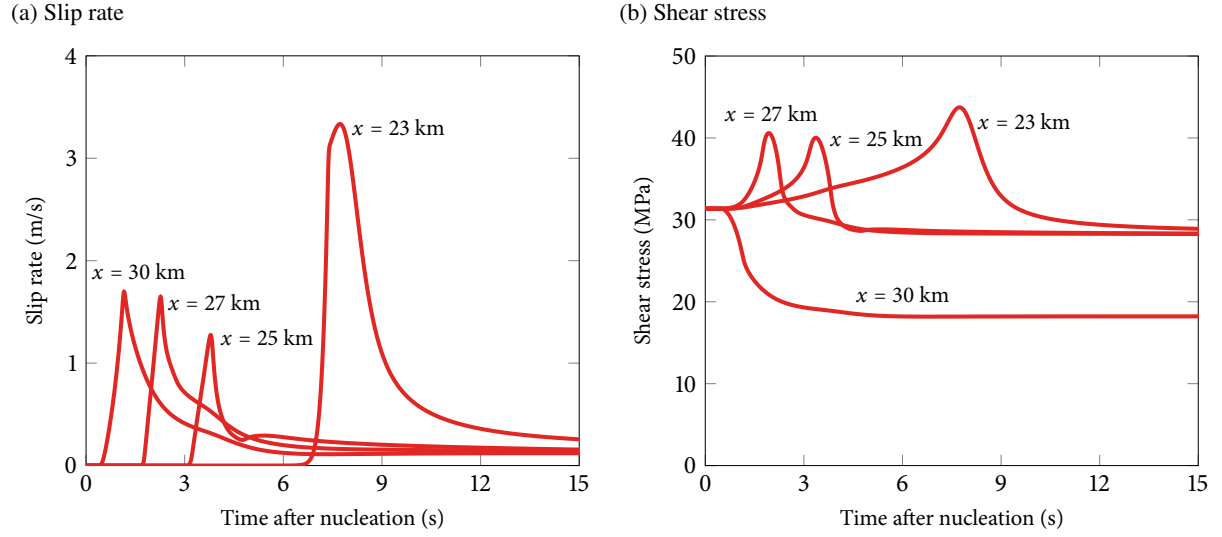 (a) Slip rate
4
3
2
1
0
0 3 6 9 12 15
Slip rate (m/s)
Time after nucleation (s)
x = 30 km
x = 27 km
x = 25 km
x = 23 km
(b) Shear stress
50
40
30
20
10
0
0 3 6 9 12 15
Shear stress (MPa)
Time after nucleation (s)
x = 27 km
x = 25 km
x = 23 km
x = 30 km